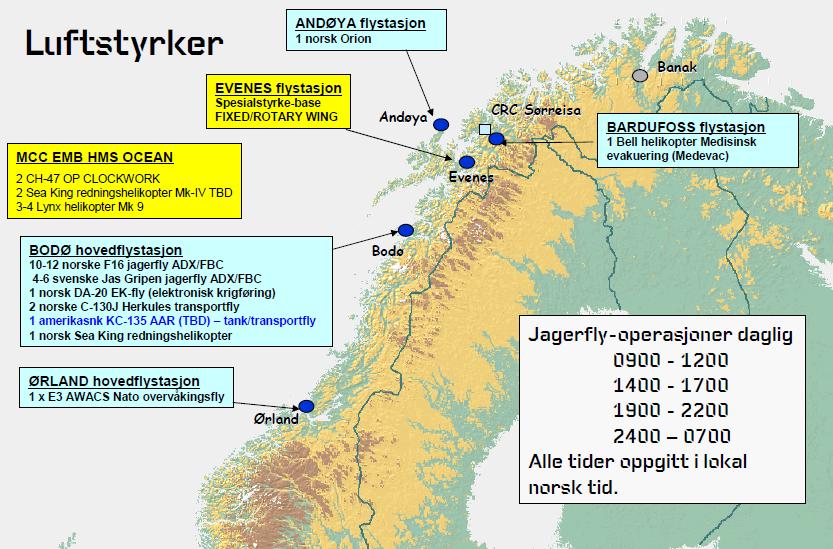 Luftstyrker
ANDØYA flystasjon
1 norsk Orion
EVENES flystasjon
Spesialstyrke-base
FIXED/ROTARY WING
Banak
CRC Sørreisa
Andøya
BARDUFOSS flystasjon
1 Bell helikopter Medisinsk
evakuering (Medevac)
MCC EMB HMS OCEAN
2 CH-47 OP CLOCKWORK
2 Sea King redningshelikopter Mk-IV TBD
3-4 Lynx helikopter Mk 9
Evenes
Bodø
BODØ hovedflystasjon
10-12 norske F16 jagerfly ADX/FBC
4-6 svenske Jas Gripen jagerfly ADX/FBC
1 norsk DA-20 EK-fly (elektronisk krigføring)
2 norske C-130J Herkules transportfly
1 amerikasnk KC-135 AAR (TBD) – tank/transportfly
1 norsk Sea King redningshelikopter
ØRLAND hovedflystasjon
1 x E3 AWACS Nato overvåkingsfly
Ørland
Jagerfly-operasjoner daglig
0900 - 1200
1400 - 1700
1900 - 2200
2400 – 0700
Alle tider oppgitt i lokal
norsk tid.